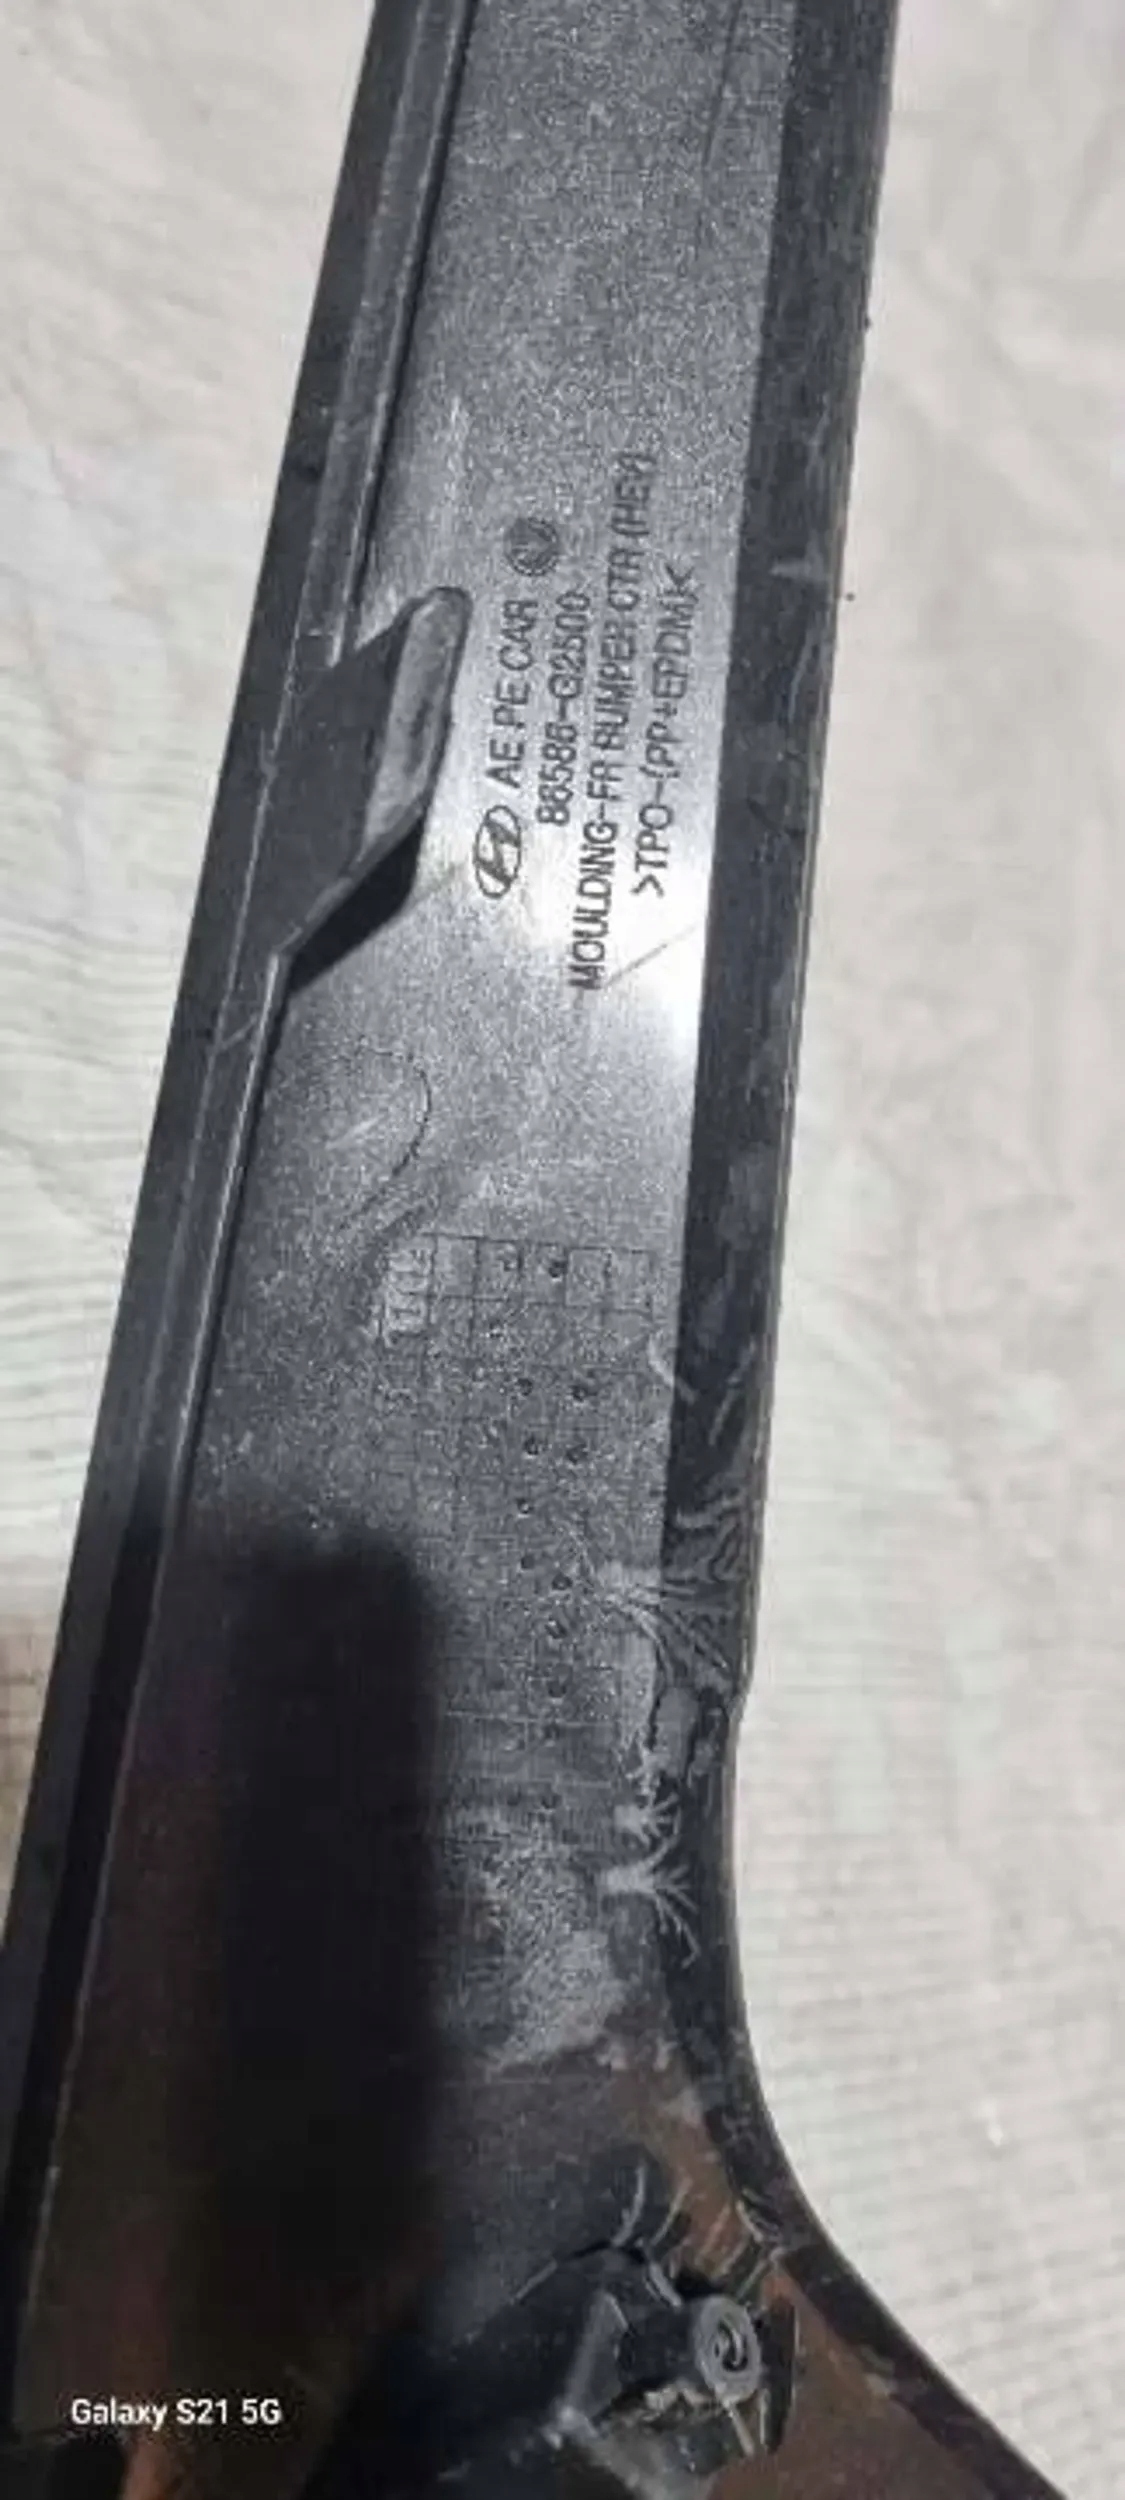 AE PE CAR
86586-G2500
MOULDING-FR BUMPER CTR (HEV)
>TPO-(PP+EPDM)<
Galaxy S21 5G